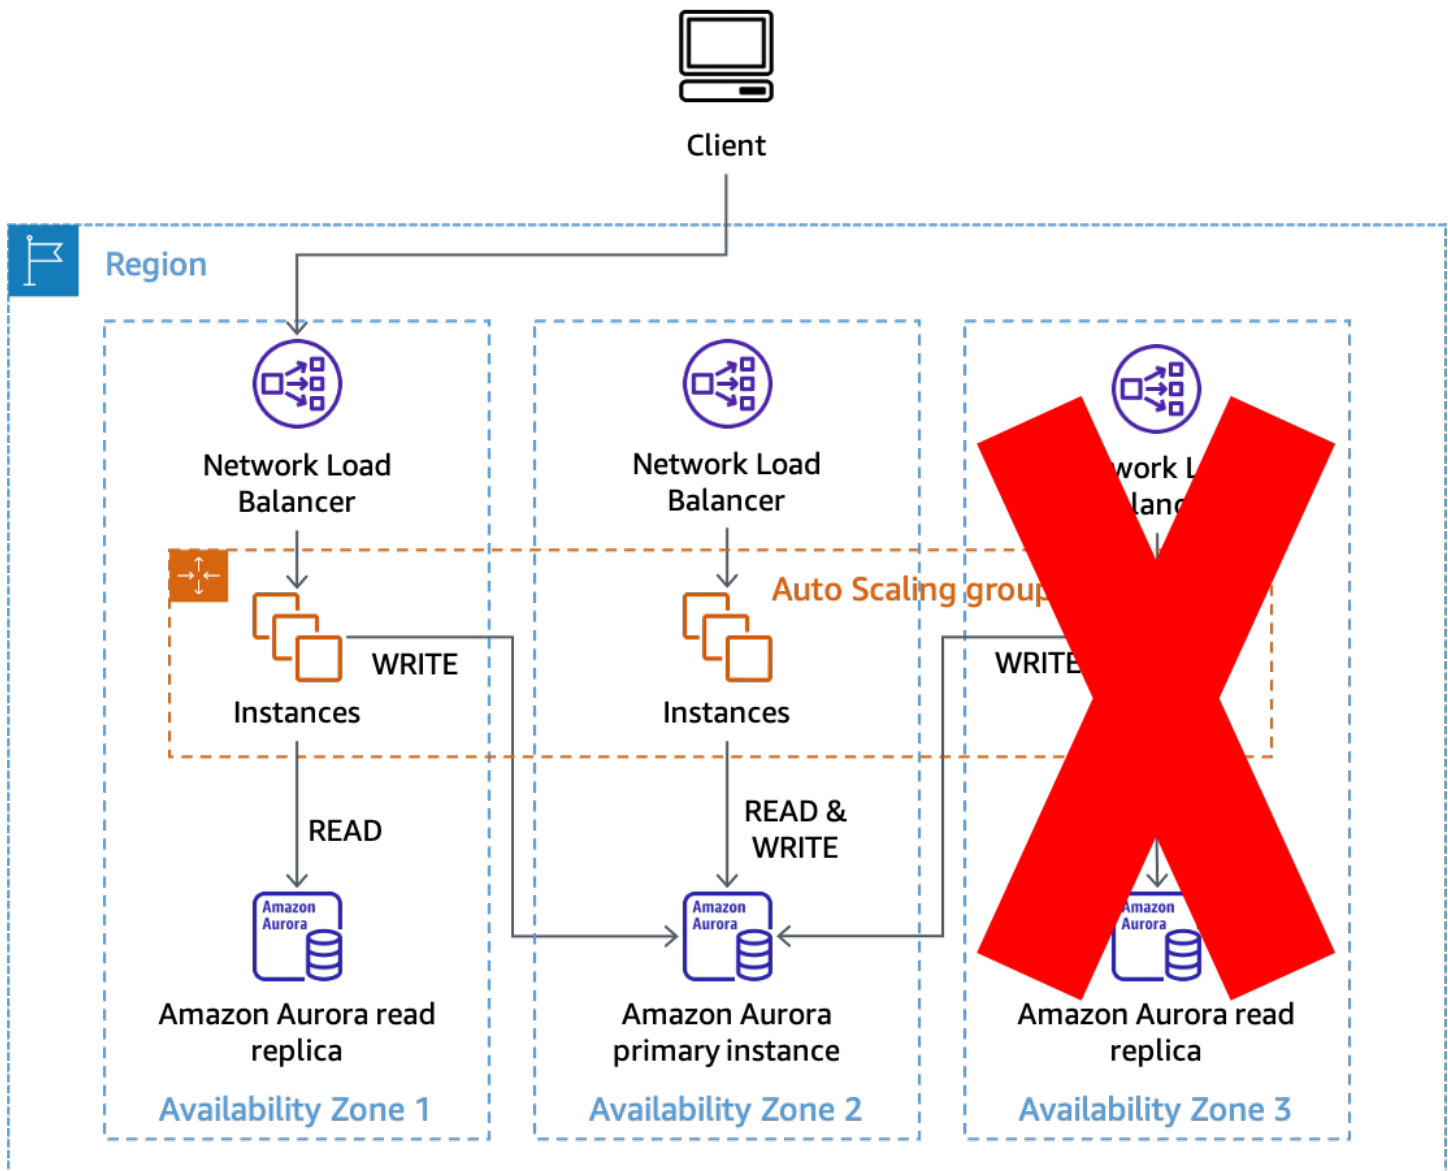 Client
Region
Network Load
Balancer
Network Load
Balancer
Auto Scaling group
WRITE
Instances
Instances
WRITE
READ
READ &
WRITE
Amazon
Aurora
Amazon
Aurora
Amazon
Aurora
Amazon Aurora read
replica
Amazon Aurora
primary instance
Amazon Aurora read
replica
Availability Zone 1
Availability Zone 2
Availability Zone 3